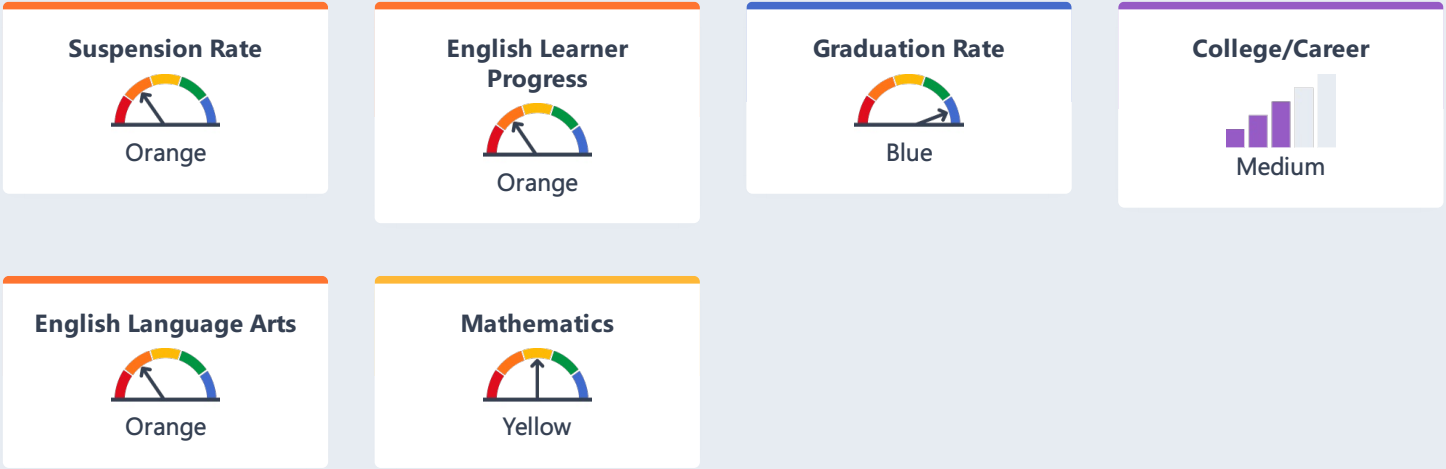 Suspension Rate
Orange
English Learner
Progress
Orange
Graduation Rate
Blue
College/Career
Medium
English Language Arts
Orange
Mathematics
Yellow